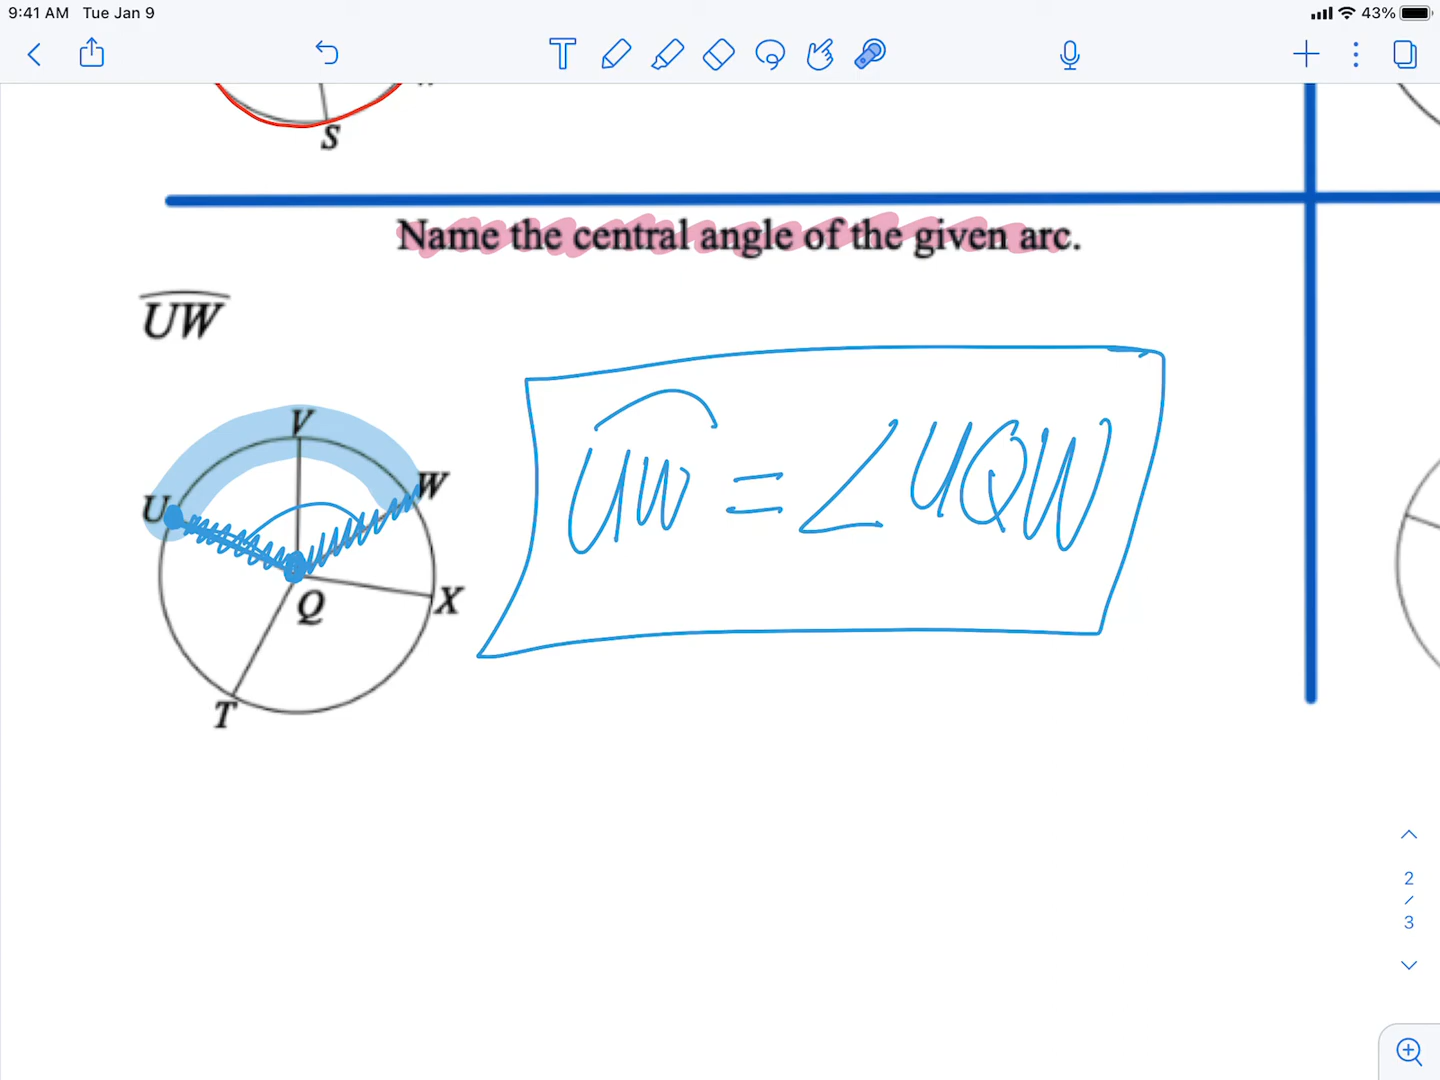 9:41 AM Tue Jan 9
43%
T
S
Name the central angle of the given arc.
UW
V
U
W
Q
X
T
UW = ∠UQW
2
/
3